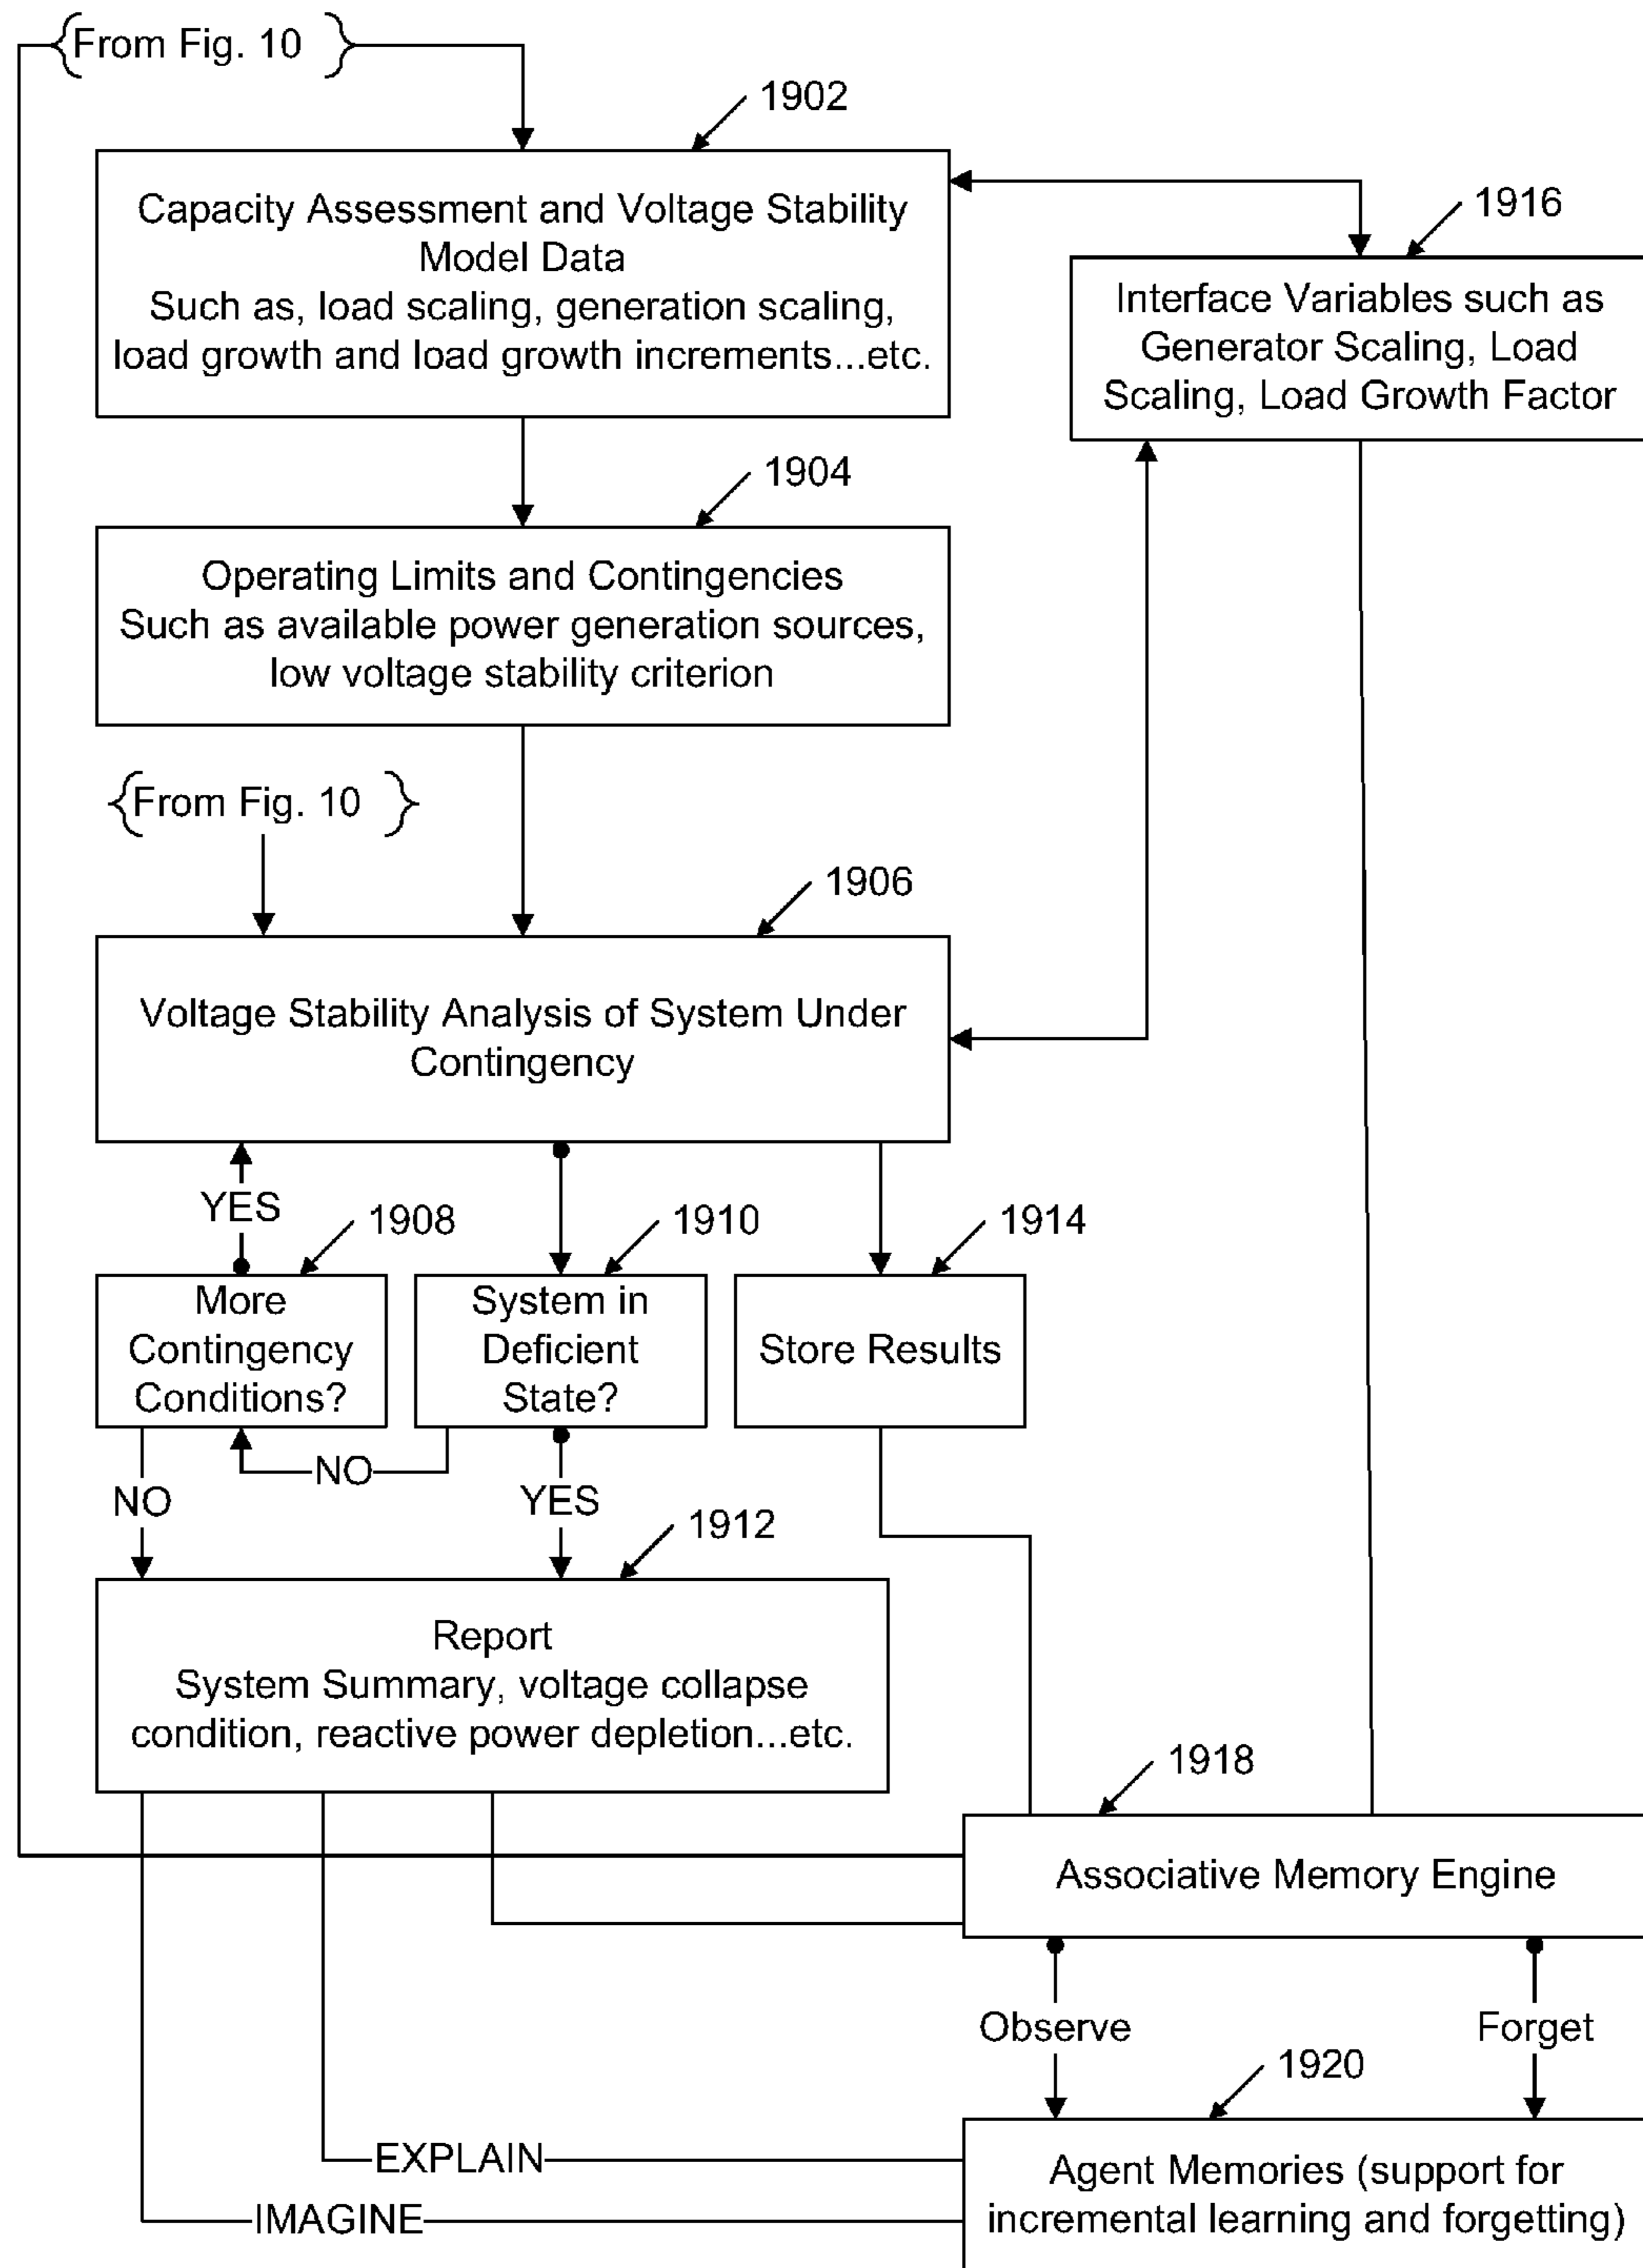 {From Fig. 10 }
1902
Capacity Assessment and Voltage Stability
Model Data
Such as, load scaling, generation scaling,
load growth and load growth increments...etc.
1916
Interface Variables such as
Generator Scaling, Load
Scaling, Load Growth Factor
1904
Operating Limits and Contingencies
Such as available power generation sources,
low voltage stability criterion
{From Fig. 10 }
1906
Voltage Stability Analysis of System Under
Contingency
YES
1908
1910
1914
More
Contingency
Conditions?
System in
Deficient
State?
Store Results
NO
NO
YES
1912
Report
System Summary, voltage collapse
condition, reactive power depletion...etc.
1918
Associative Memory Engine
Observe
Forget
1920
EXPLAIN
IMAGINE
Agent Memories (support for
incremental learning and forgetting)